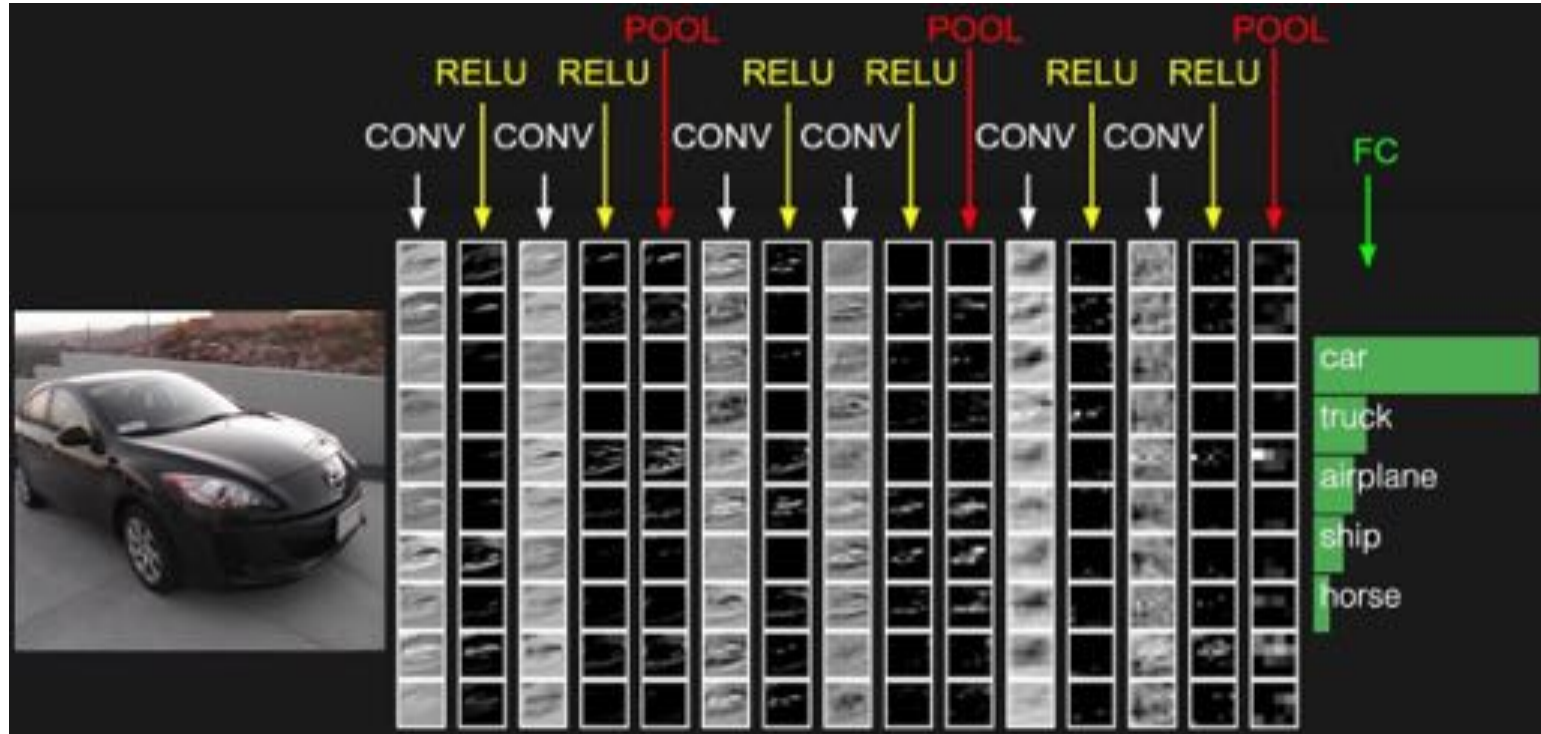 POOL POOL POOL
RELU RELU RELU RELU RELU RELU
CONV CONV CONV CONV CONV CONV
FC
car
truck
airplane
ship
horse